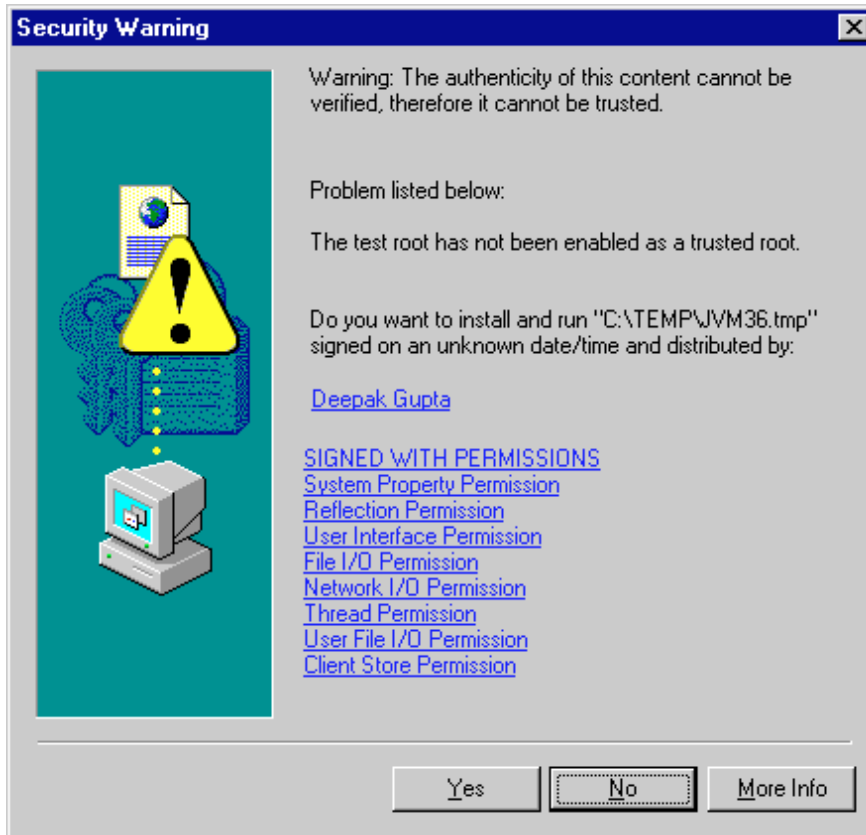 Security Warning
Warning: The authenticity of this content cannot be
verified, therefore it cannot be trusted.
Problem listed below:
The test root has not been enabled as a trusted root.
Do you want to install and run "C:\TEMP\JVM36.tmp"
signed on an unknown date/time and distributed by:
Deepak Gupta
SIGNED WITH PERMISSIONS
System Property Permission
Reflection Permission
User Interface Permission
File I/O Permission
Network I/O Permission
Thread Permission
User File I/O Permission
Client Store Permission
Yes No More Info